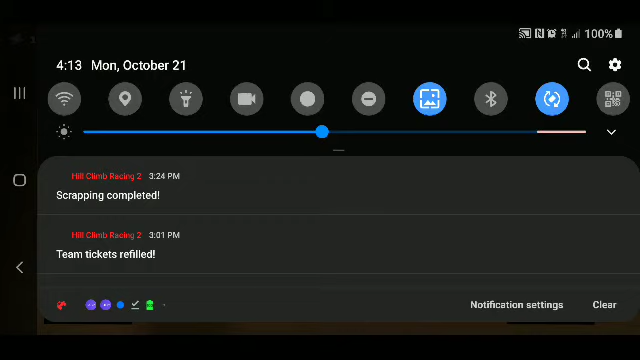 100%
4:13 Mon, October 21
Hill Climb Racing 2 3:24 PM
Scrapping completed!
Hill Climb Racing 2 3:01 PM
Team tickets refilled!
Notification settings Clear